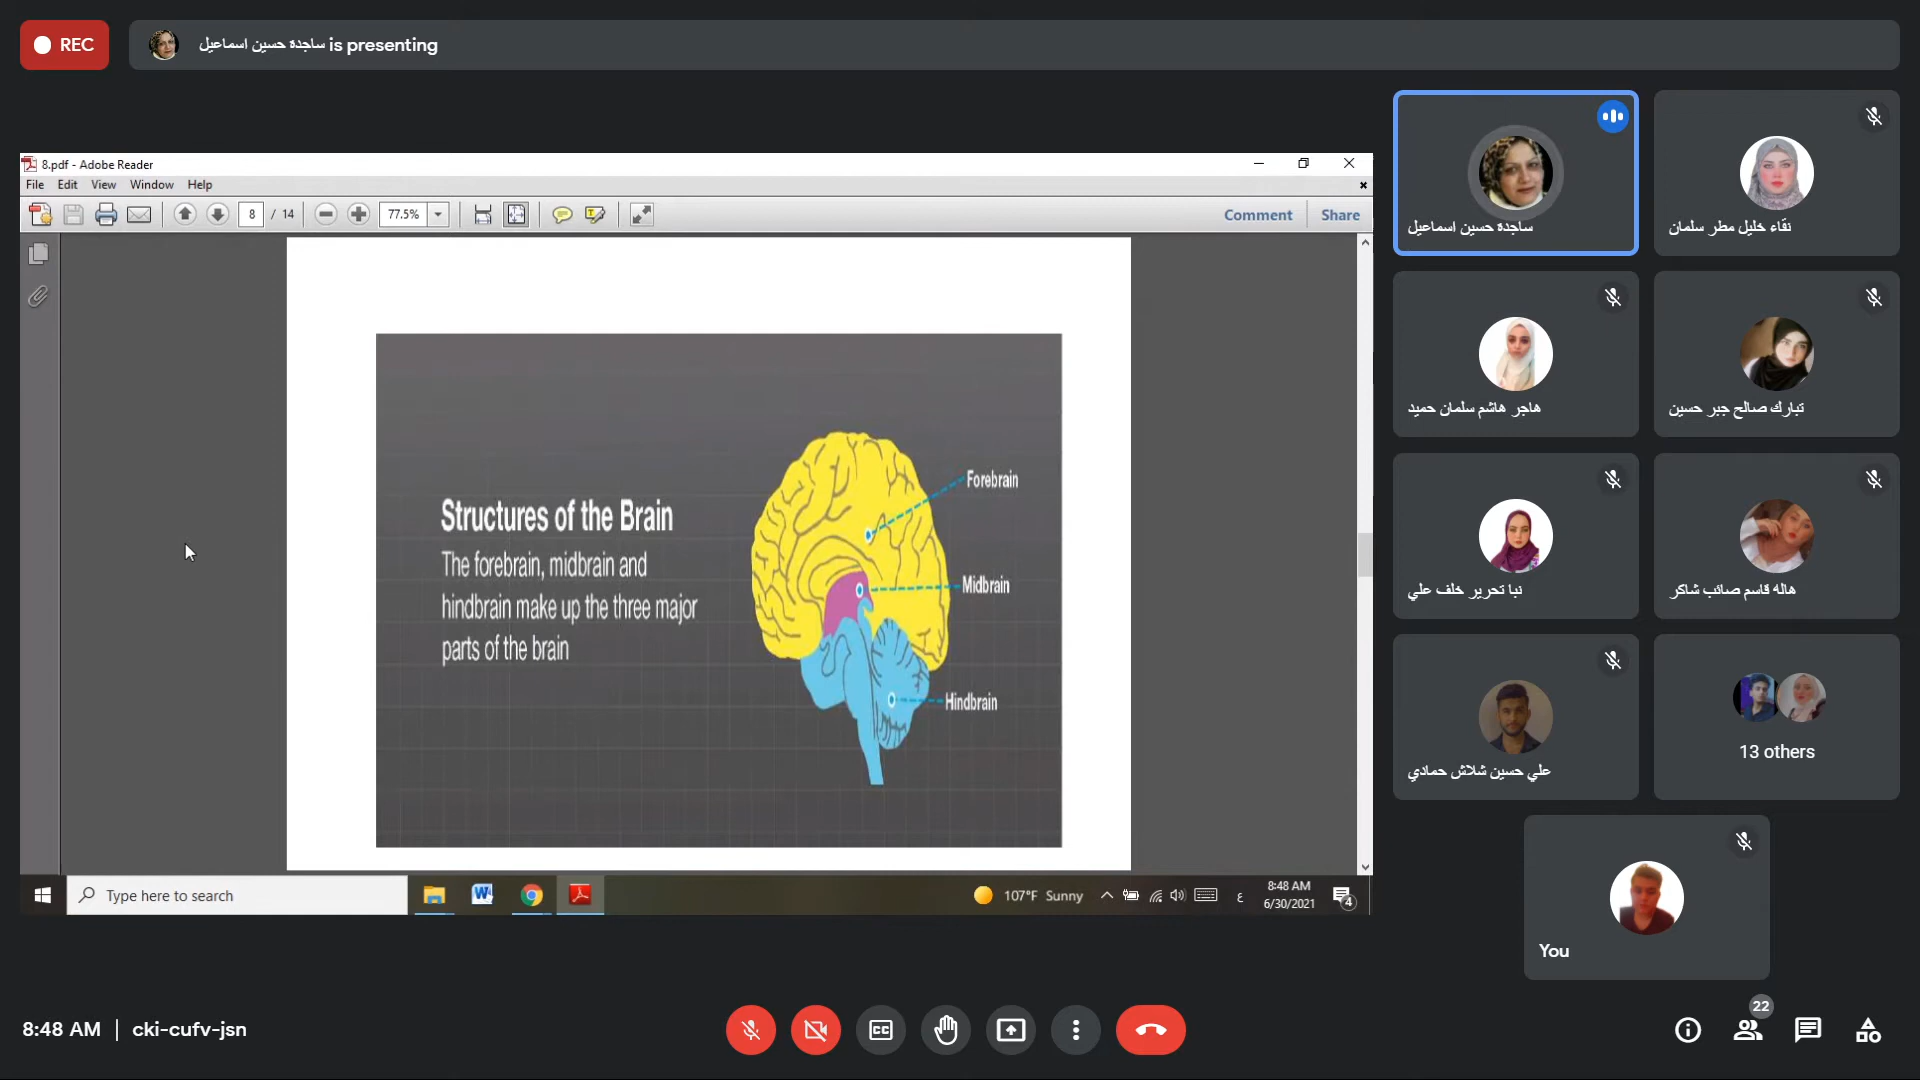 REC
ساجدة حسين اسماعيل is presenting
8.pdf - Adobe Reader
File Edit View Window Help
8 / 14 77.5% Comment Share
Structures of the Brain
The forebrain, midbrain and
hindbrain make up the three major
parts of the brain
Forebrain
Midbrain
Hindbrain
Type here to search
107°F Sunny
ع
8:48 AM
6/30/2021
4
ساجدة حسين اسماعيل
نقاء خليل مطر سلمان
هاجر هاشم سلمان حميد
تبارك صالح جبر حسين
نبا تحرير خلف علي
هاله قاسم صائب شاكر
علي حسين شلاش حمادي
13 others
You
8:48 AM | cki-cufv-jsn
CC
22